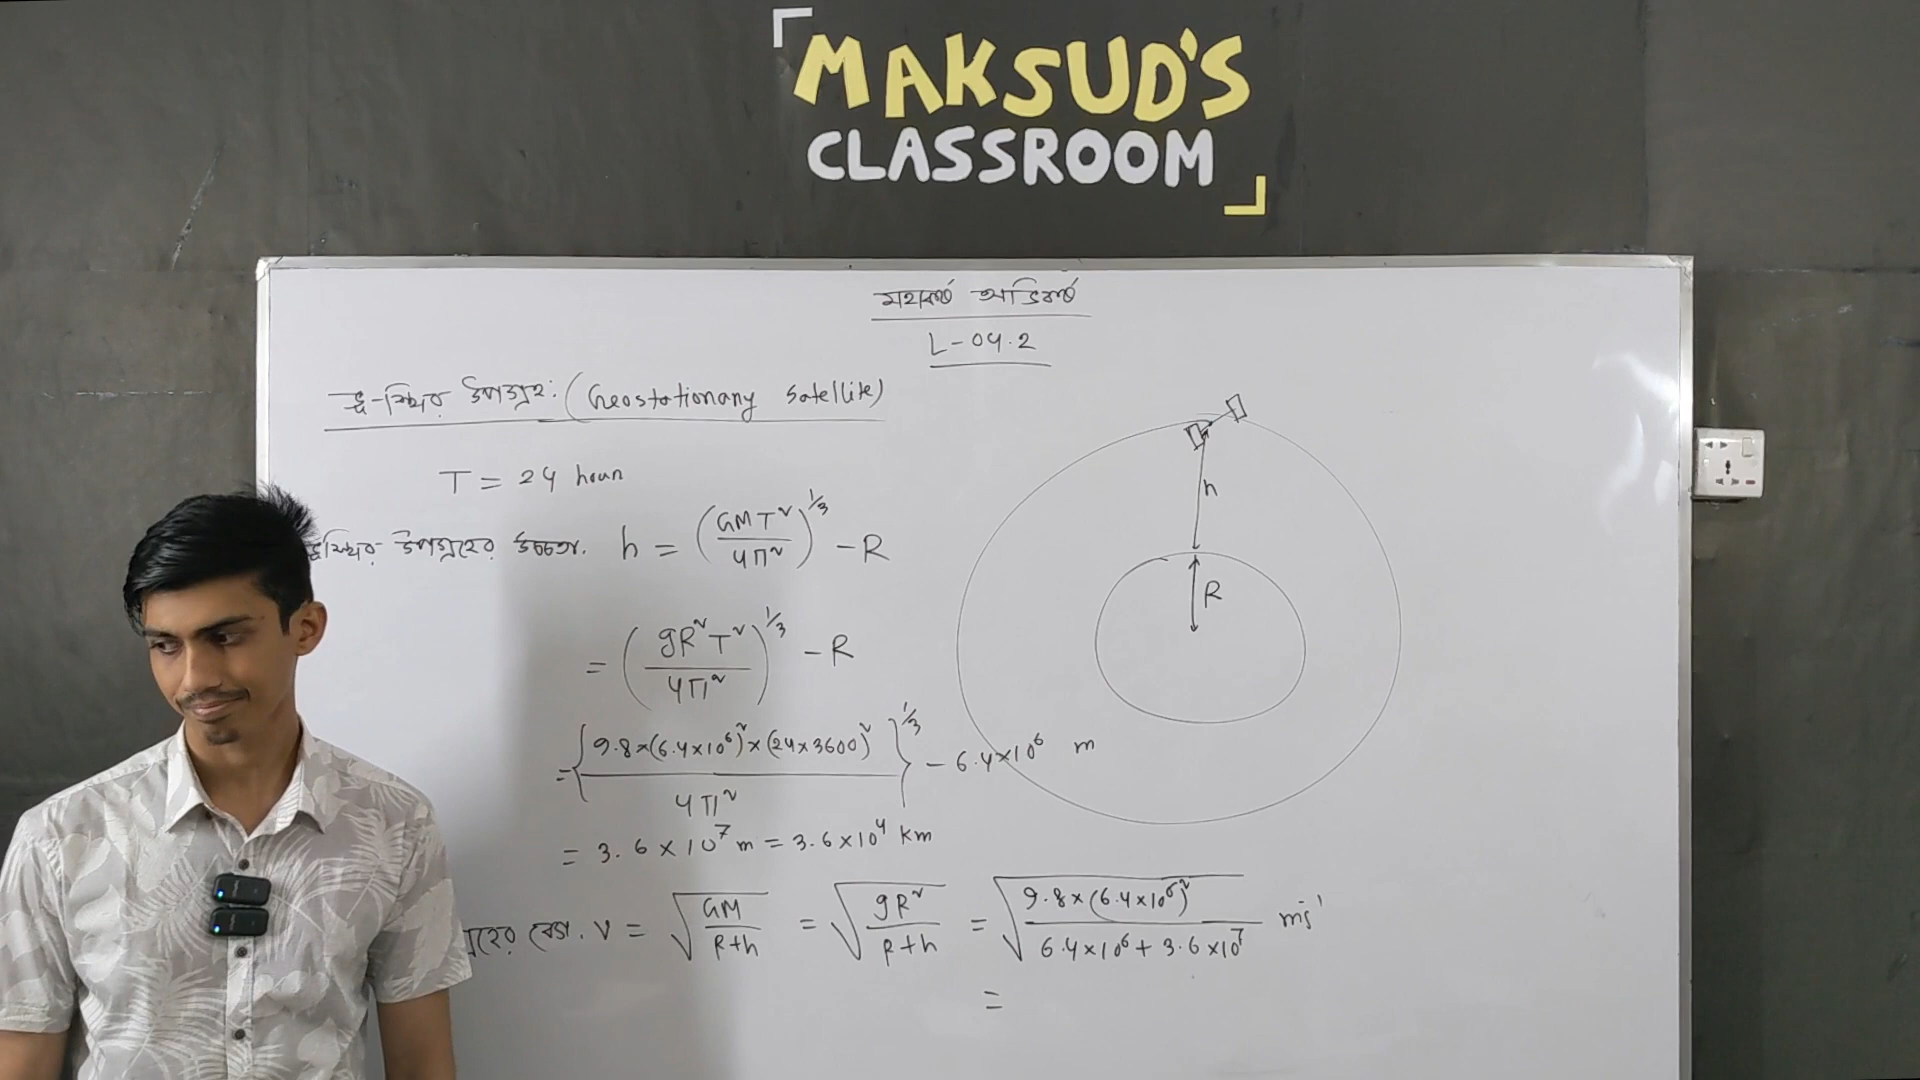 MAKSUD'S
CLASSROOM
মহাকর্ষ অভিকর্ষ
L-04.2
ভূ-স্থির উপগ্রহ: (Geostationary Satellite)
T = 24 hour
ভূস্থির উপগ্রহের উচ্চতা. h = (GMT²/4π²)^1/3 - R
h
R
= (gR²T²/4π²)^1/3 - R
= {9.8×(6.4×10⁶)²×(24×3600)²/4π²}^1/3 - 6.4×10⁶ m
= 3.6 × 10⁷ m = 3.6×10⁴ km
গ্রহের বেগ. v = √(GM/R+h) = √(gR²/R+h) = √(9.8×(6.4×10⁶)²/6.4×10⁶+3.6×10⁷) ms⁻¹
=